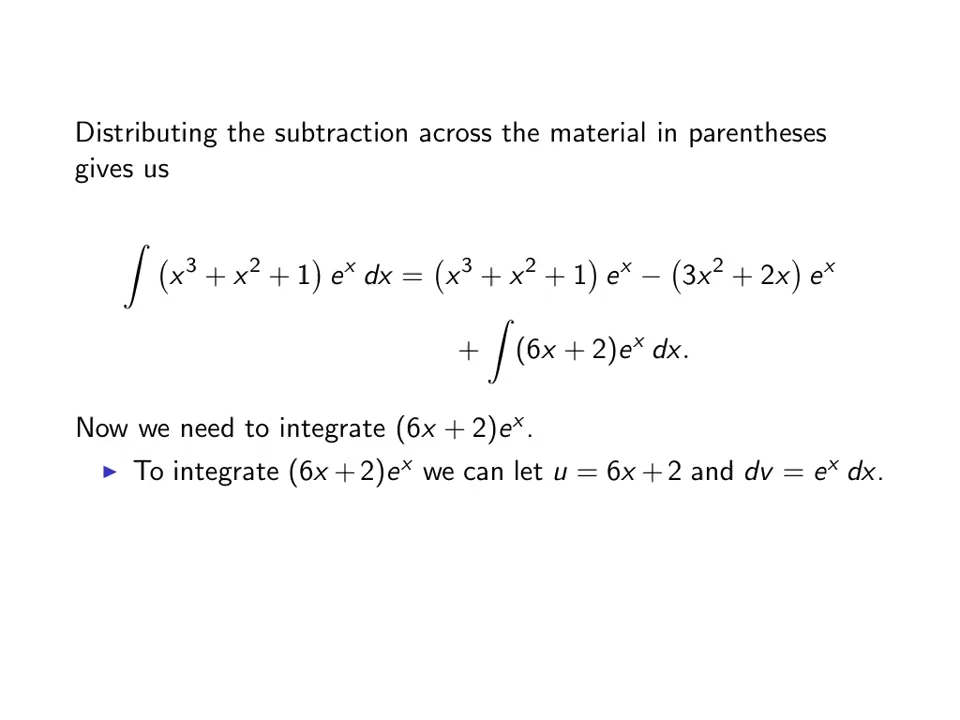 Distributing the subtraction across the material in parentheses
gives us
∫ (x³ + x² + 1) eˣ dx = (x³ + x² + 1) eˣ − (3x² + 2x) eˣ
+ ∫ (6x + 2)eˣ dx.
Now we need to integrate (6x + 2)eˣ.
▶ To integrate (6x + 2)eˣ we can let u = 6x + 2 and dv = eˣ dx.